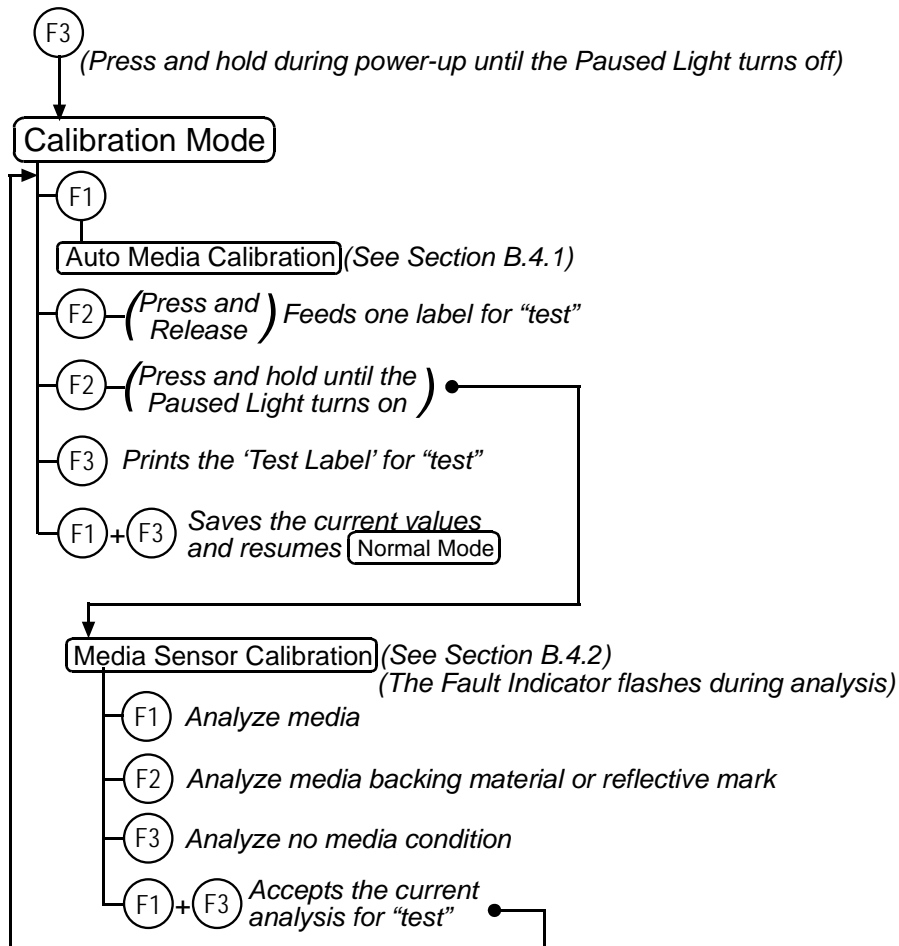 F3
(Press and hold during power-up until the Paused Light turns off)
Calibration Mode
F1
Auto Media Calibration (See Section B.4.1)
F2 (Press and Release) Feeds one label for “test”
F2 (Press and hold until the Paused Light turns on)
F3 Prints the ‘Test Label’ for “test”
F1 + F3 Saves the current values
and resumes Normal Mode
Media Sensor Calibration (See Section B.4.2)
(The Fault Indicator flashes during analysis)
F1 Analyze media
F2 Analyze media backing material or reflective mark
F3 Analyze no media condition
F1 + F3 Accepts the current
analysis for “test”